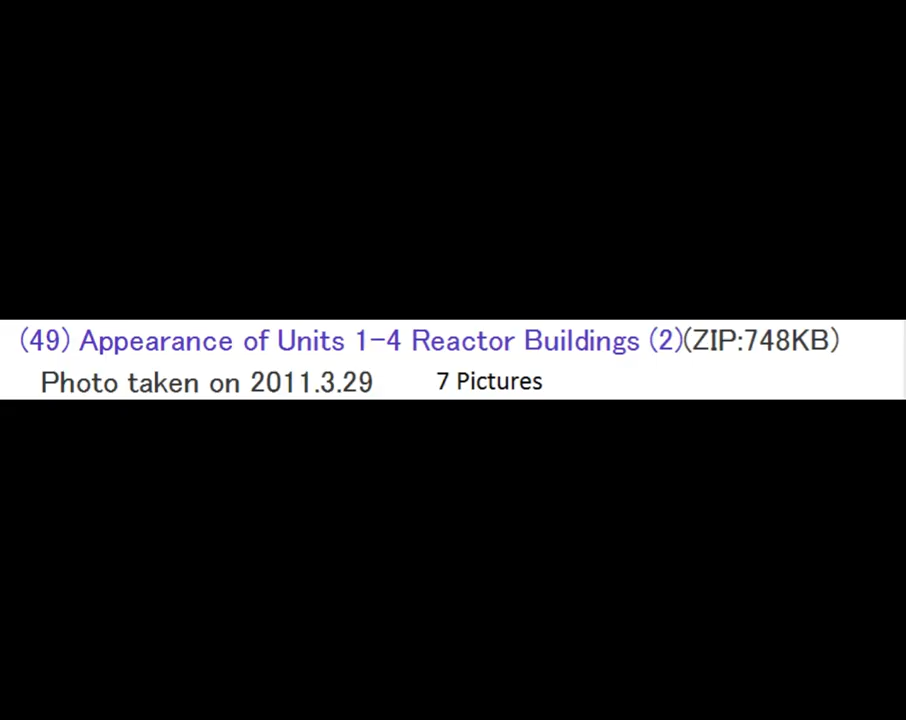 (49) Appearance of Units 1-4 Reactor Buildings (2)(ZIP:748KB)
Photo taken on 2011.3.29 7 Pictures